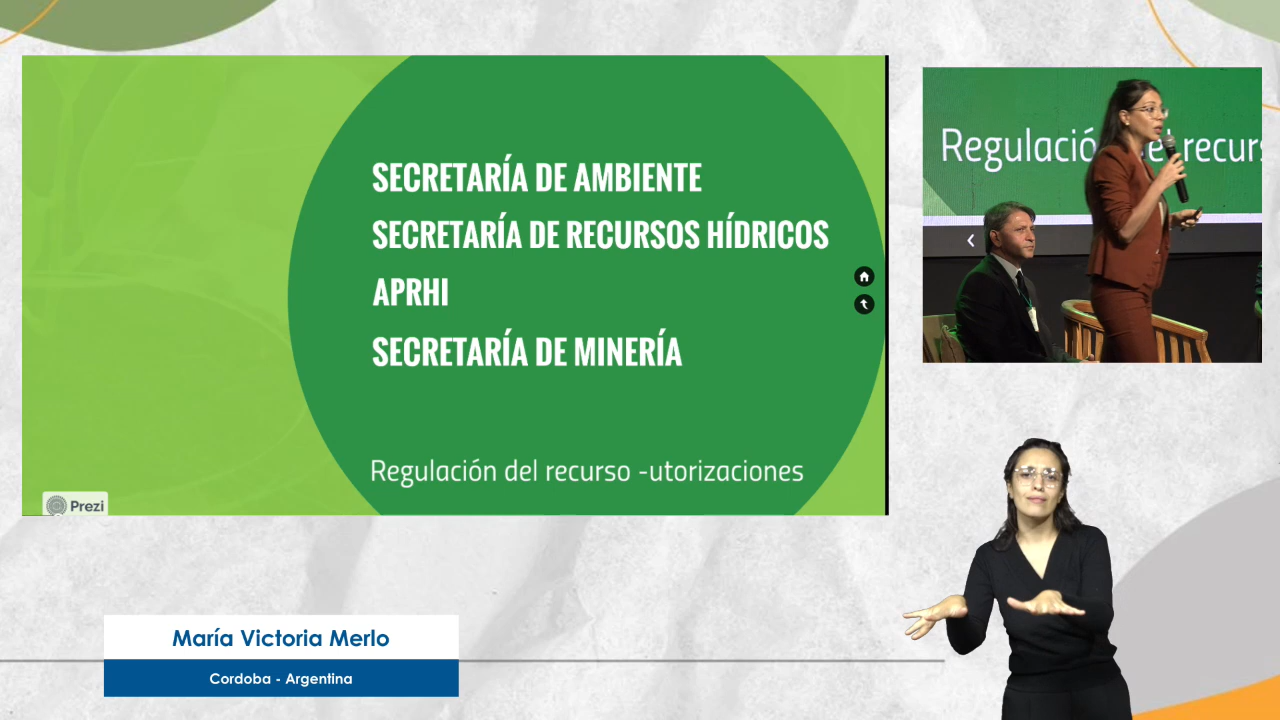 SECRETARÍA DE AMBIENTE
SECRETARÍA DE RECURSOS HÍDRICOS
APRHI
SECRETARÍA DE MINERÍA
Regulación del recurso -utorizaciones
Prezi
Regulació el recurs
María Victoria Merlo
Cordoba - Argentina